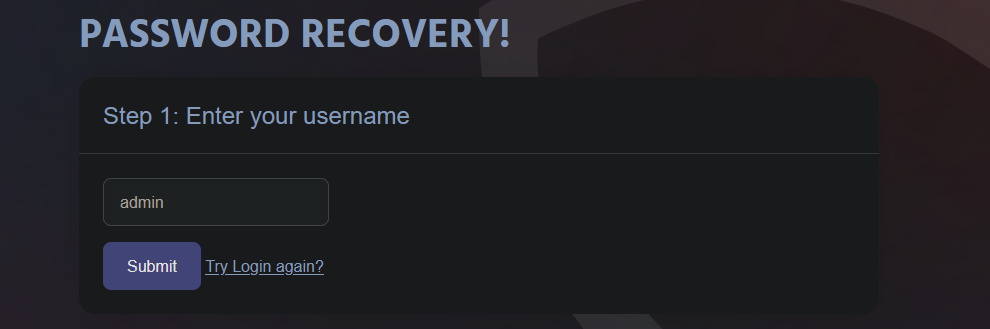 PASSWORD RECOVERY!
Step 1: Enter your username
admin
Submit Try Login again?